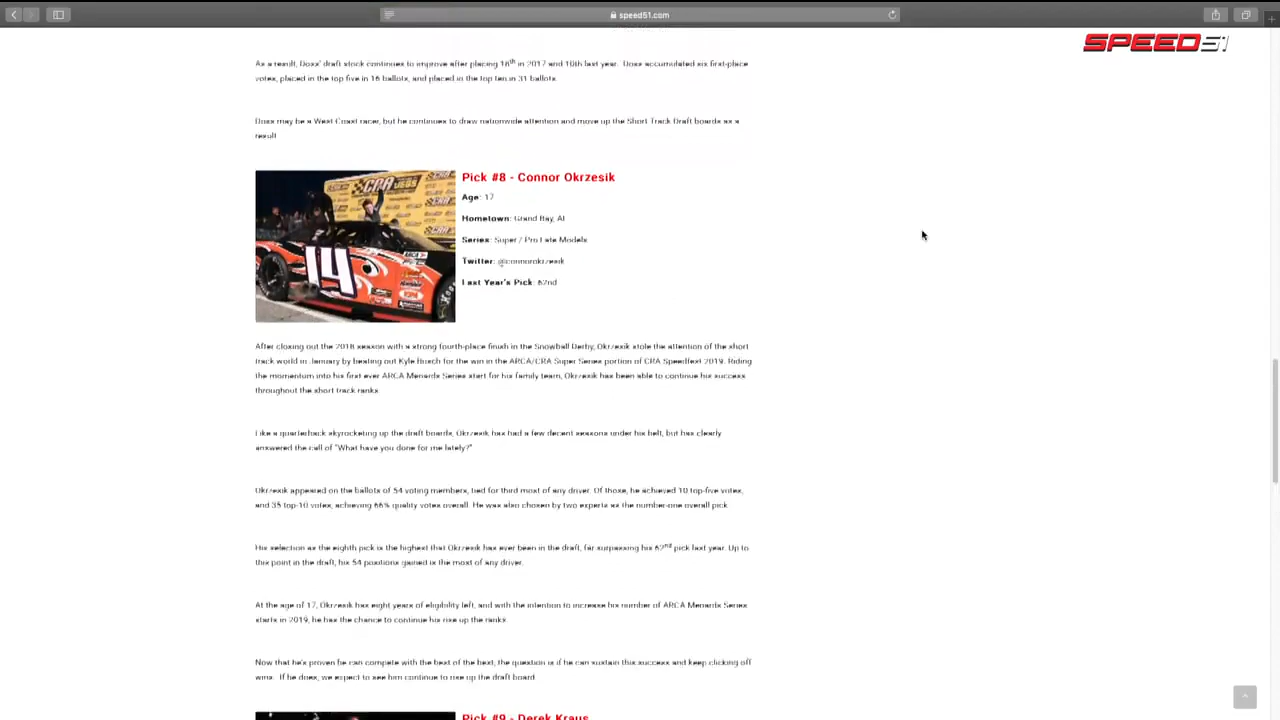 speed51.com
SPEED51
As a result, Doss' draft stock continues to improve after placing 16th in 2017 and 10th last year. Doss accumulated six first-place
votes, placed in the top five in 16 ballots, and placed in the top ten in 31 ballots.
Doss may be a West Coast racer, but he continues to draw nationwide attention and move up the Short Track Draft boards as a
result.
Pick #8 - Connor Okrzesik
Age: 17
Hometown: Grand Bay, AL
Series: Super / Pro Late Models
Twitter: @connorokrzesik
Last Year's Pick: 62nd
14
After closing out the 2018 season with a strong fourth-place finish in the Snowball Derby, Okrzesik stole the attention of the short
track world in January by beating out Kyle Busch for the win in the ARCA/CRA Super Series portion of CRA Speedfest 2019. Riding
the momentum into his first ever ARCA Menards Series start for his family team, Okrzesik has been able to continue his success
throughout the short track ranks.
Like a quarterback skyrocketing up the draft boards, Okrzesik has had a few decent seasons under his belt, but has clearly
answered the call of "What have you done for me lately?"
Okrzesik appeared on the ballots of 54 voting members, tied for third most of any driver. Of those, he achieved 10 top-five votes,
and 35 top-10 votes, achieving 66% quality votes overall. He was also chosen by two experts as the number-one overall pick.
His selection as the eighth pick is the highest that Okrzesik has ever been in the draft, far surpassing his 62nd pick last year. Up to
this point in the draft, his 54 positions gained is the most of any driver.
At the age of 17, Okrzesik has eight years of eligibility left, and with the intention to increase his number of ARCA Menards Series
starts in 2019, he has the chance to continue his rise up the ranks.
Now that he's proven he can compete with the best of the best, the question is if he can sustain this success and keep clicking off
wins. If he does, we expect to see him continue to rise up the draft board.
Pick #9 - Derek Kraus